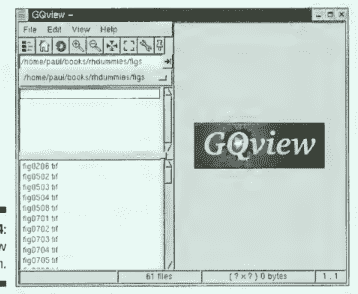 GQview -
File Edit View Help
/home/paul/books/rhdummies/figs
/home/paul/books/rhdummies/figs
GQview
fig0206.tif
fig0502.tif
fig0503.tif
fig0504.tif
fig0508.tif
fig0701.tif
fig0702.tif
fig0703.tif
fig0704.tif
fig0705.tif
61 files
( ? x ? ) 0 bytes
1 , 1
4:
w
n.